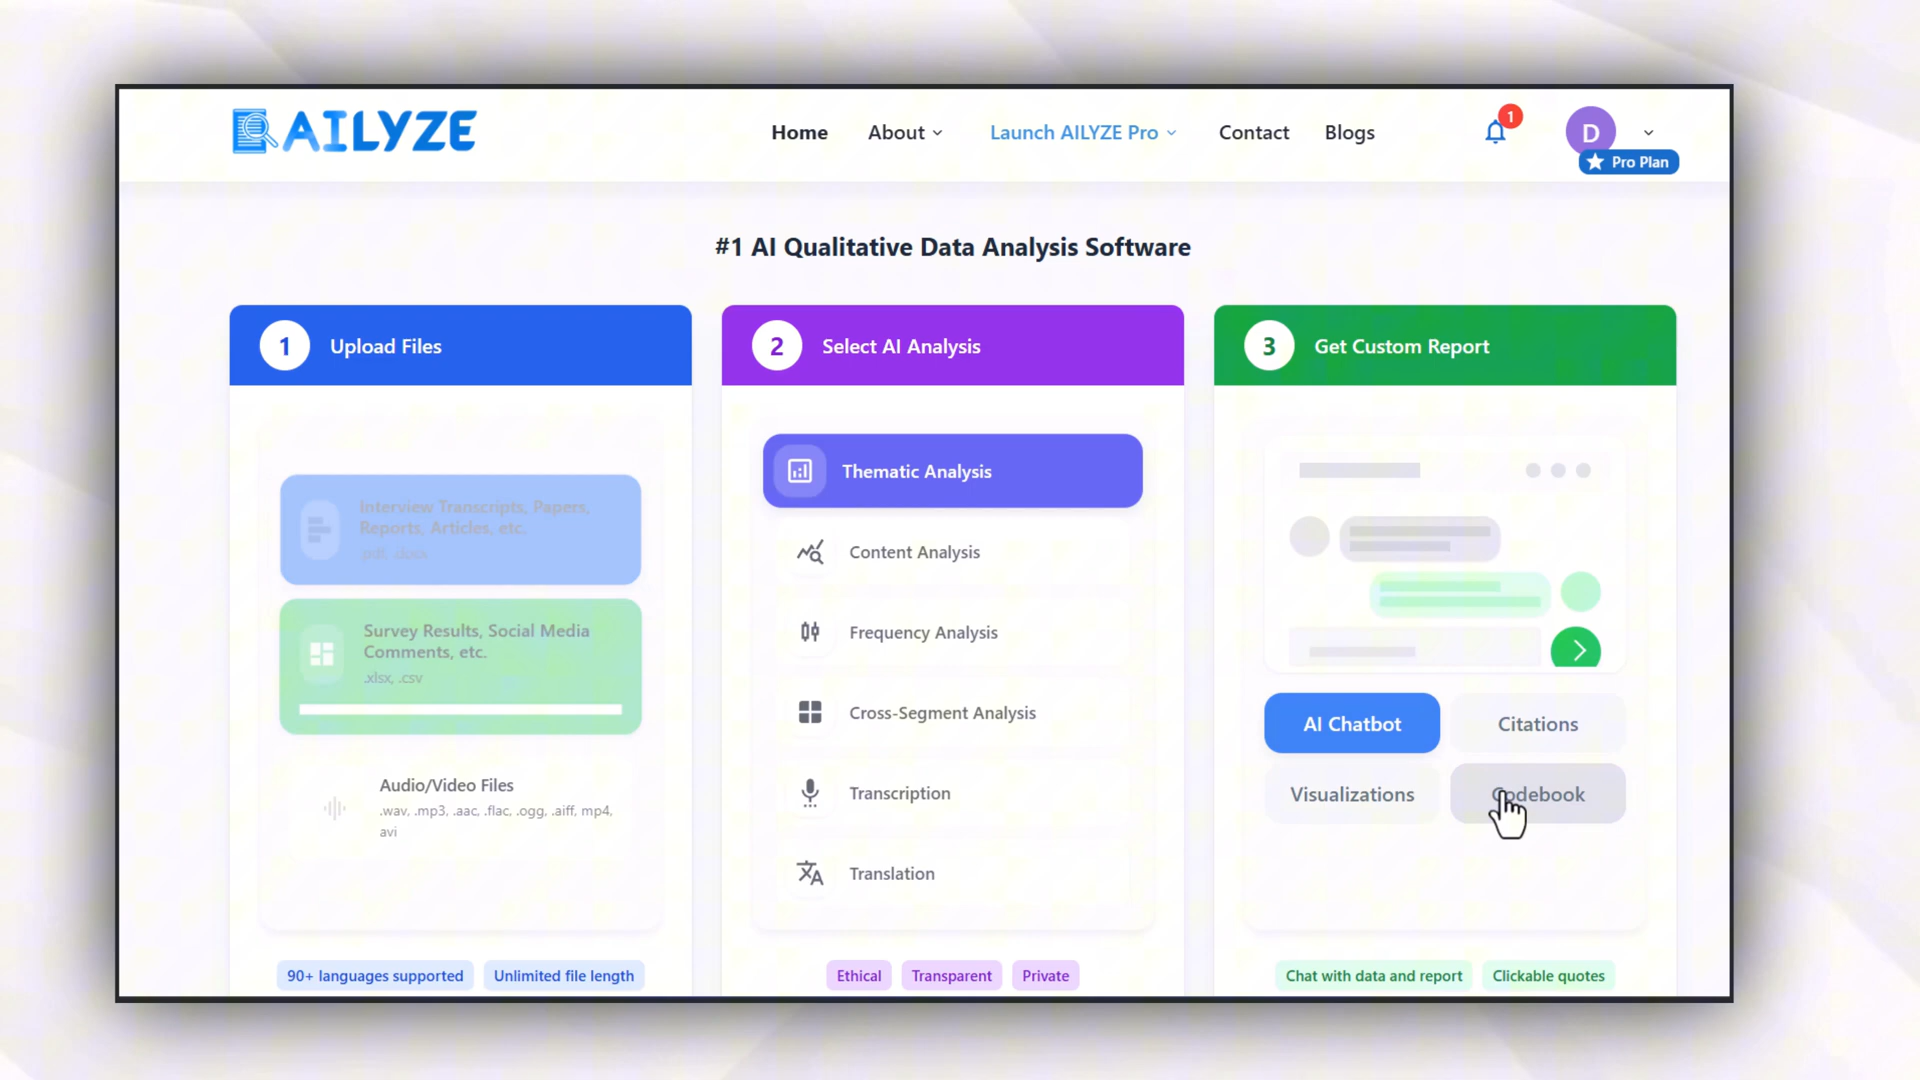 AILYZE
Home
About
Launch AILYZE Pro
Contact
Blogs
1
D
Pro Plan
#1 AI Qualitative Data Analysis Software
1
Upload Files
Interview Transcripts, Papers,
Reports, Articles, etc.
.pdf, .docx
Survey Results, Social Media
Comments, etc.
.xlsx, .csv
Audio/Video Files
.wav, .mp3, .aac, .flac, .ogg, .aiff, mp4,
avi
90+ languages supported
Unlimited file length
2
Select AI Analysis
Thematic Analysis
Content Analysis
Frequency Analysis
Cross-Segment Analysis
Transcription
Translation
Ethical
Transparent
Private
3
Get Custom Report
AI Chatbot
Citations
Visualizations
Codebook
Chat with data and report
Clickable quotes